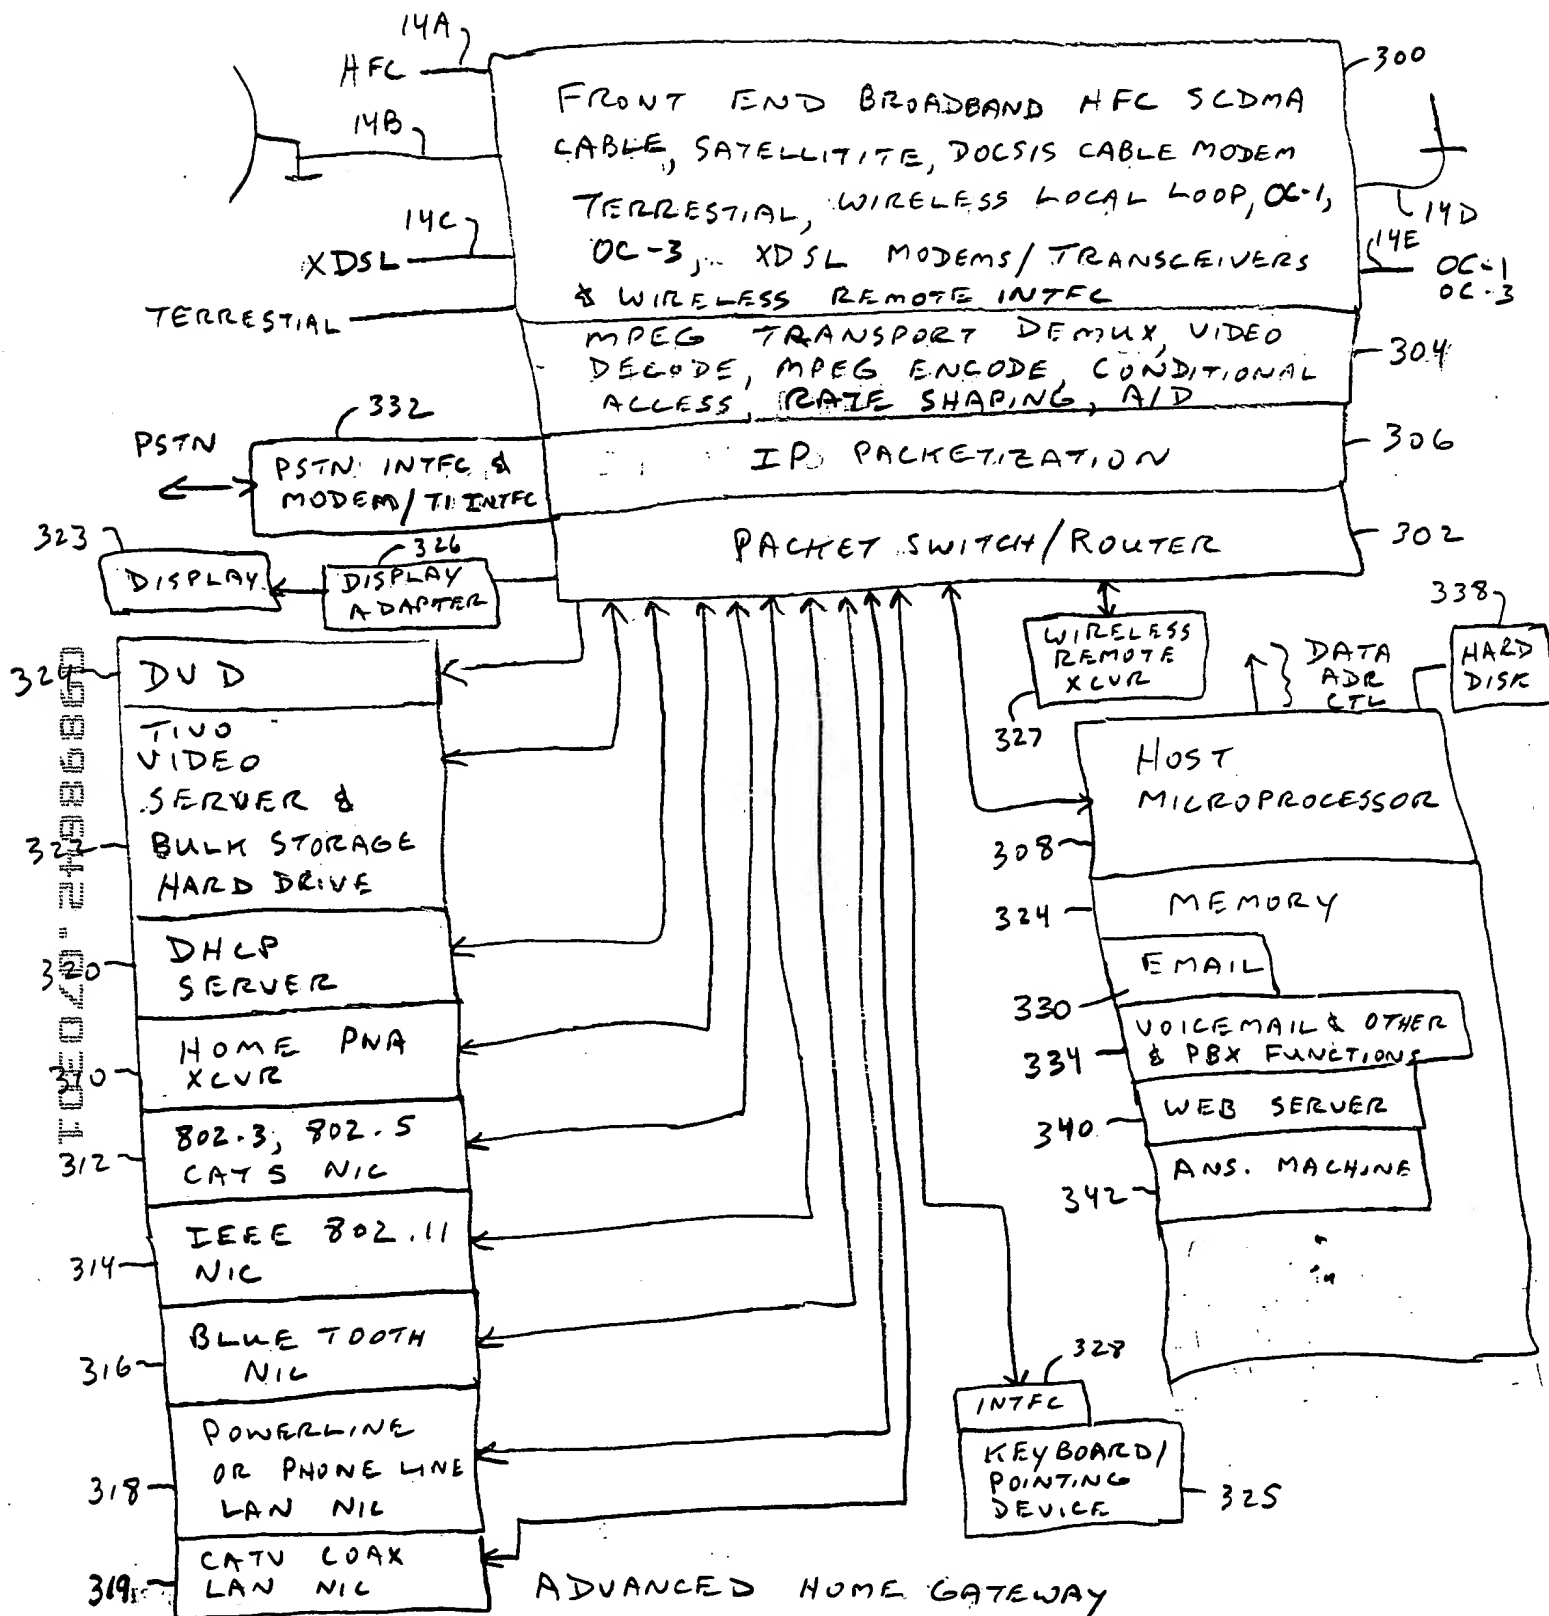 14A
HFC
300
FRONT END BROADBAND HFC SCDMA
14B
CABLE, SATELLITITE, DOCSIS CABLE MODEM
TERRESTIAL, WIRELESS LOCAL LOOP, OC-1,
14D
14C
XDSL
OC-3, XDSL MODEMS/TRANSCEIVERS
14E
OC-1
OC-3
& WIRELESS REMOTE INTFC
TERRESTIAL
MPEG TRANSPORT DEMUX, VIDEO
DECODE, MPEG ENCODE, CONDITIONAL
ACCESS, RATE SHAPING, A/D
304
332
PSTN
PSTN INTFC &
MODEM/T1 INTFC
IP PACKETIZATION
306
PACKET SWITCH/ROUTER
302
323
DISPLAY
326
DISPLAY
ADAPTER
WIRELESS
REMOTE
XCVR
327
DATA
ADR
CTL
338
HARD
DISK
DVD
TIVO
VIDEO
SERVER &
BULK STORAGE
HARD DRIVE
322
HOST
MICROPROCESSOR
308
MEMORY
324
DHCP
SERVER
320
EMAIL
330
HOME PNA
XCVR
310
VOICEMAIL & OTHER
& PBX FUNCTIONS
334
802.3, 802.5
CAT 5 NIC
312
WEB SERVER
340
ANS. MACHINE
342
IEEE 802.11
NIC
314
BLUE TOOTH
NIC
316
328
INTFC
POWERLINE
OR PHONE LINE
LAN NIC
318
KEYBOARD/
POINTING
DEVICE
325
CATV COAX
LAN NIC
319
ADVANCED HOME GATEWAY